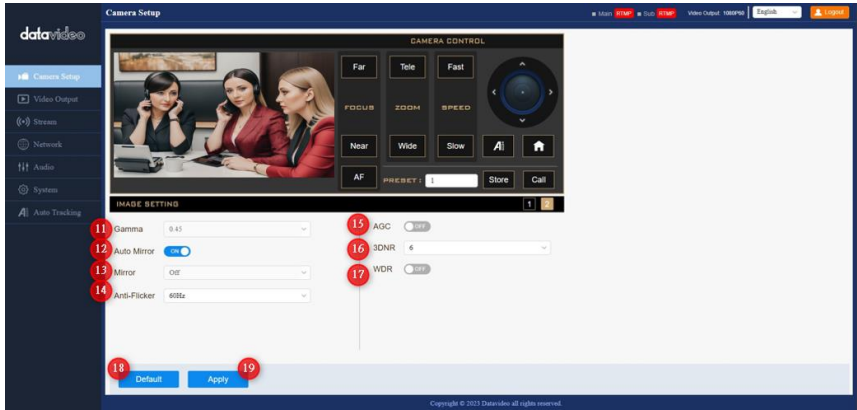 Camera Setup
Main RTMP Sub RTMP Video Output 1080P60 English Logout
datavideo
Camera Setup
Video Output
Stream
Network
Audio
System
Auto Tracking
CAMERA CONTROL
Far Tele Fast
FOCUS ZOOM SPEED
Near Wide Slow
AF PRESET : 1 Store Call
IMAGE SETTING 1 2
11 Gamma 0.45
12 Auto Mirror ON
13 Mirror Off
14 Anti-Flicker 60Hz
15 AGC OFF
16 3DNR 6
17 WDR OFF
18 Default
19 Apply
Copyright © 2023 Datavideo all rights reserved.